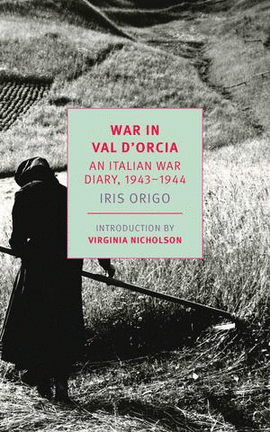 WAR IN
VAL D'ORCIA
AN ITALIAN WAR
DIARY, 1943–1944
IRIS ORIGO
INTRODUCTION BY
VIRGINIA NICHOLSON